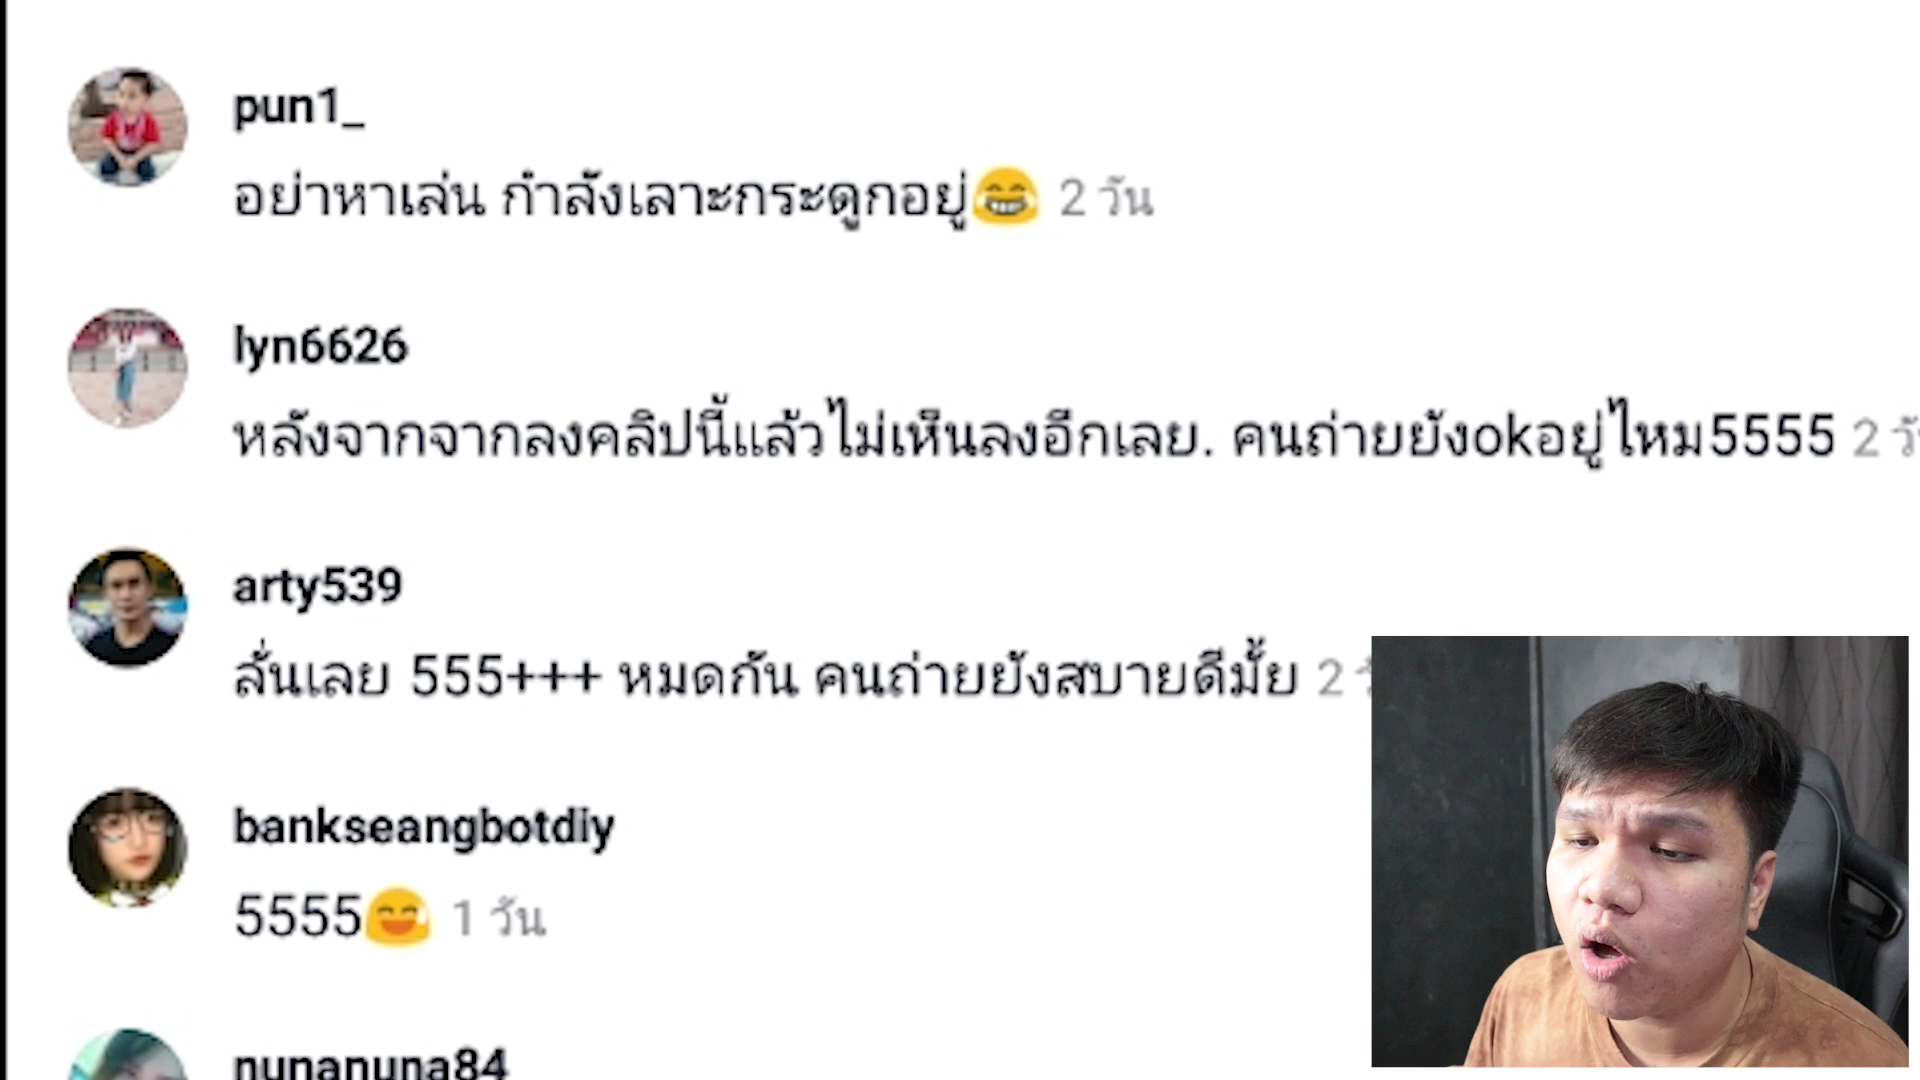 pun1_
อย่าหาเล่น กำลังเลาะกระดูกอยู่😂 2 วัน
lyn6626
หลังจากจากลงคลิปนี้แล้วไม่เห็นลงอีกเลย. คนถ่ายยังokอยู่ไหม5555 2
arty539
ลั่นเลย 555+++ หมดกัน คนถ่ายยังสบายดีมั้ย 2
bankseangbotdiy
5555😅 1 วัน
nunanuna84